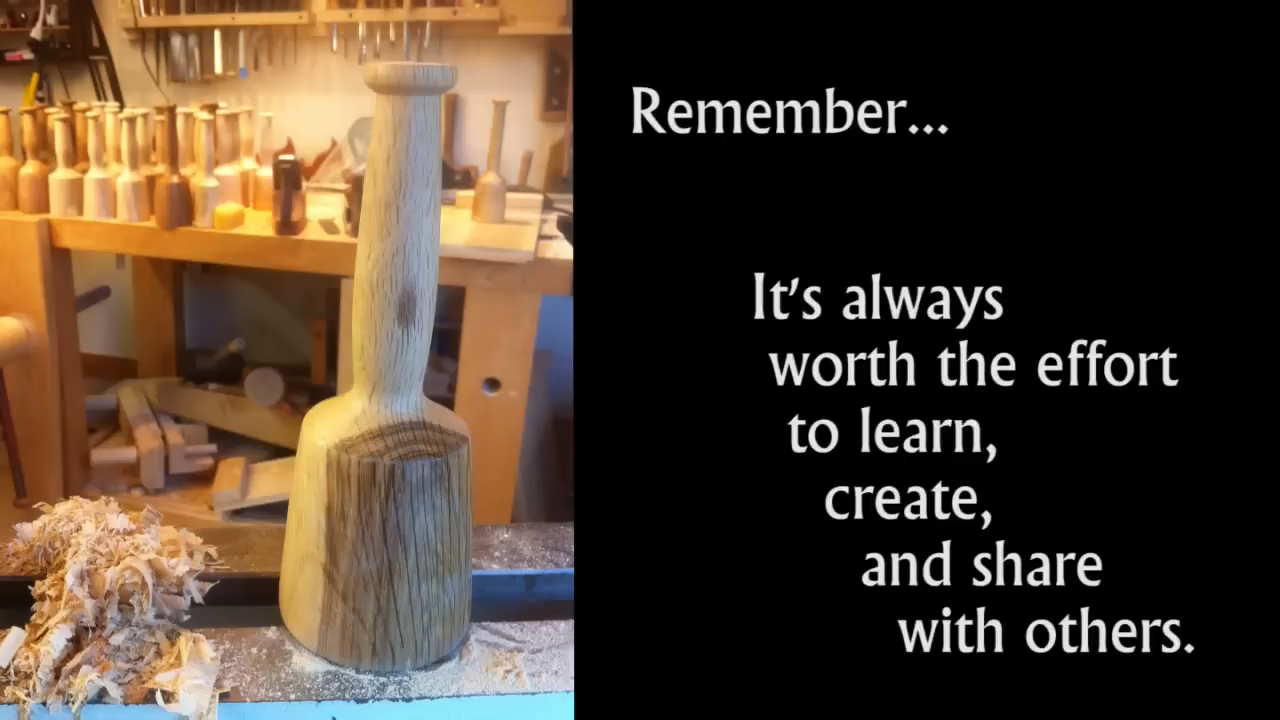 Remember...
It's always
worth the effort
to learn,
create,
and share
with others.